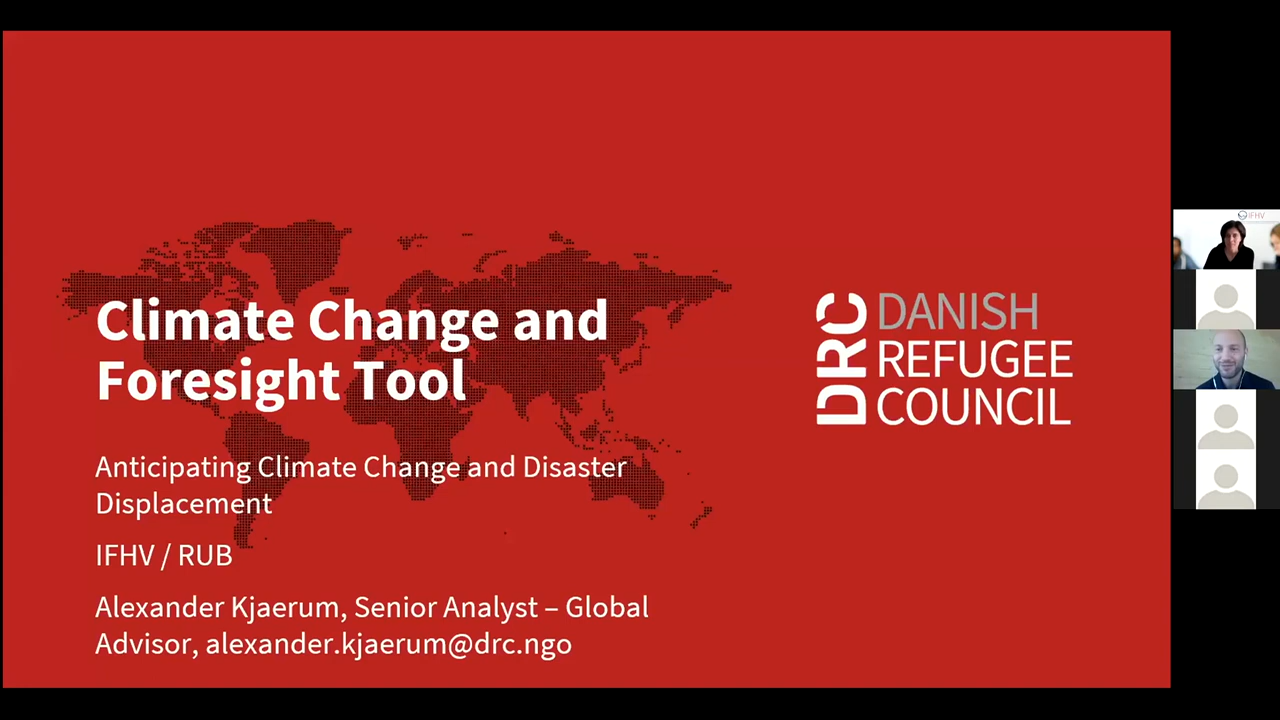 Climate Change and
Foresight Tool
Anticipating Climate Change and Disaster
Displacement
IFHV / RUB
Alexander Kjaerum, Senior Analyst – Global
Advisor, alexander.kjaerum@drc.ngo
DRC
DANISH
REFUGEE
COUNCIL
IFHV